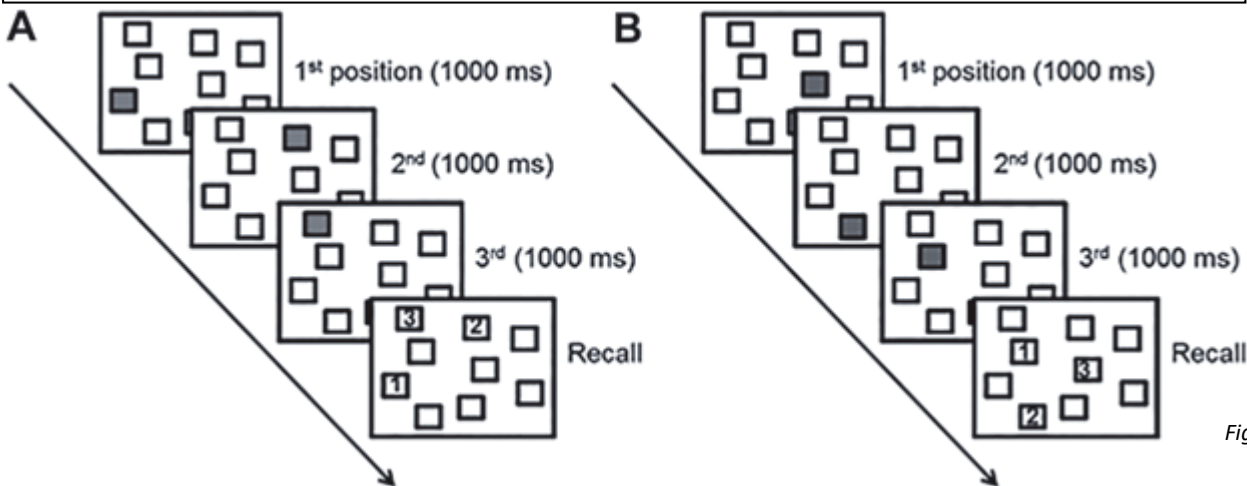 A
1st position (1000 ms)
2nd (1000 ms)
3rd (1000 ms)
3 2
1
Recall
B
1st position (1000 ms)
2nd (1000 ms)
3rd (1000 ms)
1
3
2
Recall
Fig